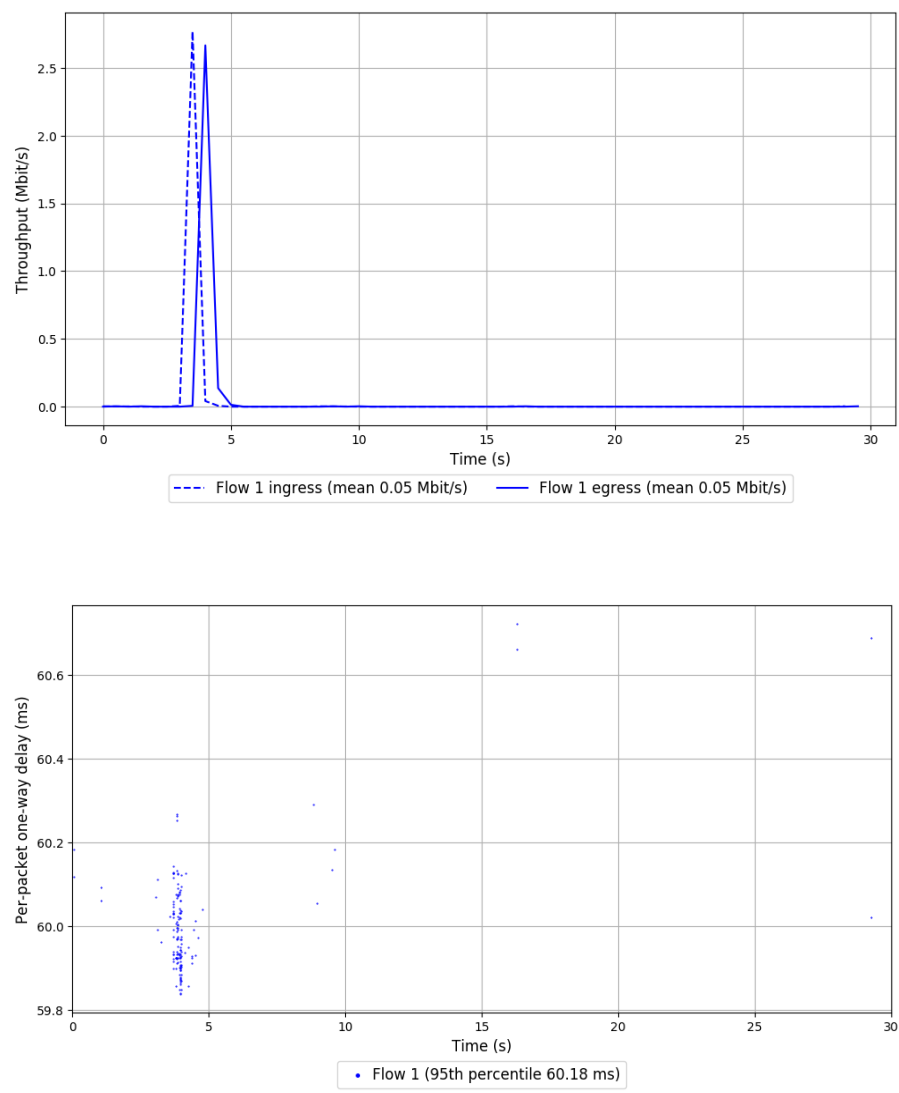 2.5
2.0
1.5
1.0
0.5
0.0
Throughput (Mbit/s)
0 5 10 15 20 25 30
Time (s)
Flow 1 ingress (mean 0.05 Mbit/s) Flow 1 egress (mean 0.05 Mbit/s)
60.6
60.4
60.2
60.0
59.8
Per-packet one-way delay (ms)
0 5 10 15 20 25 30
Time (s)
Flow 1 (95th percentile 60.18 ms)